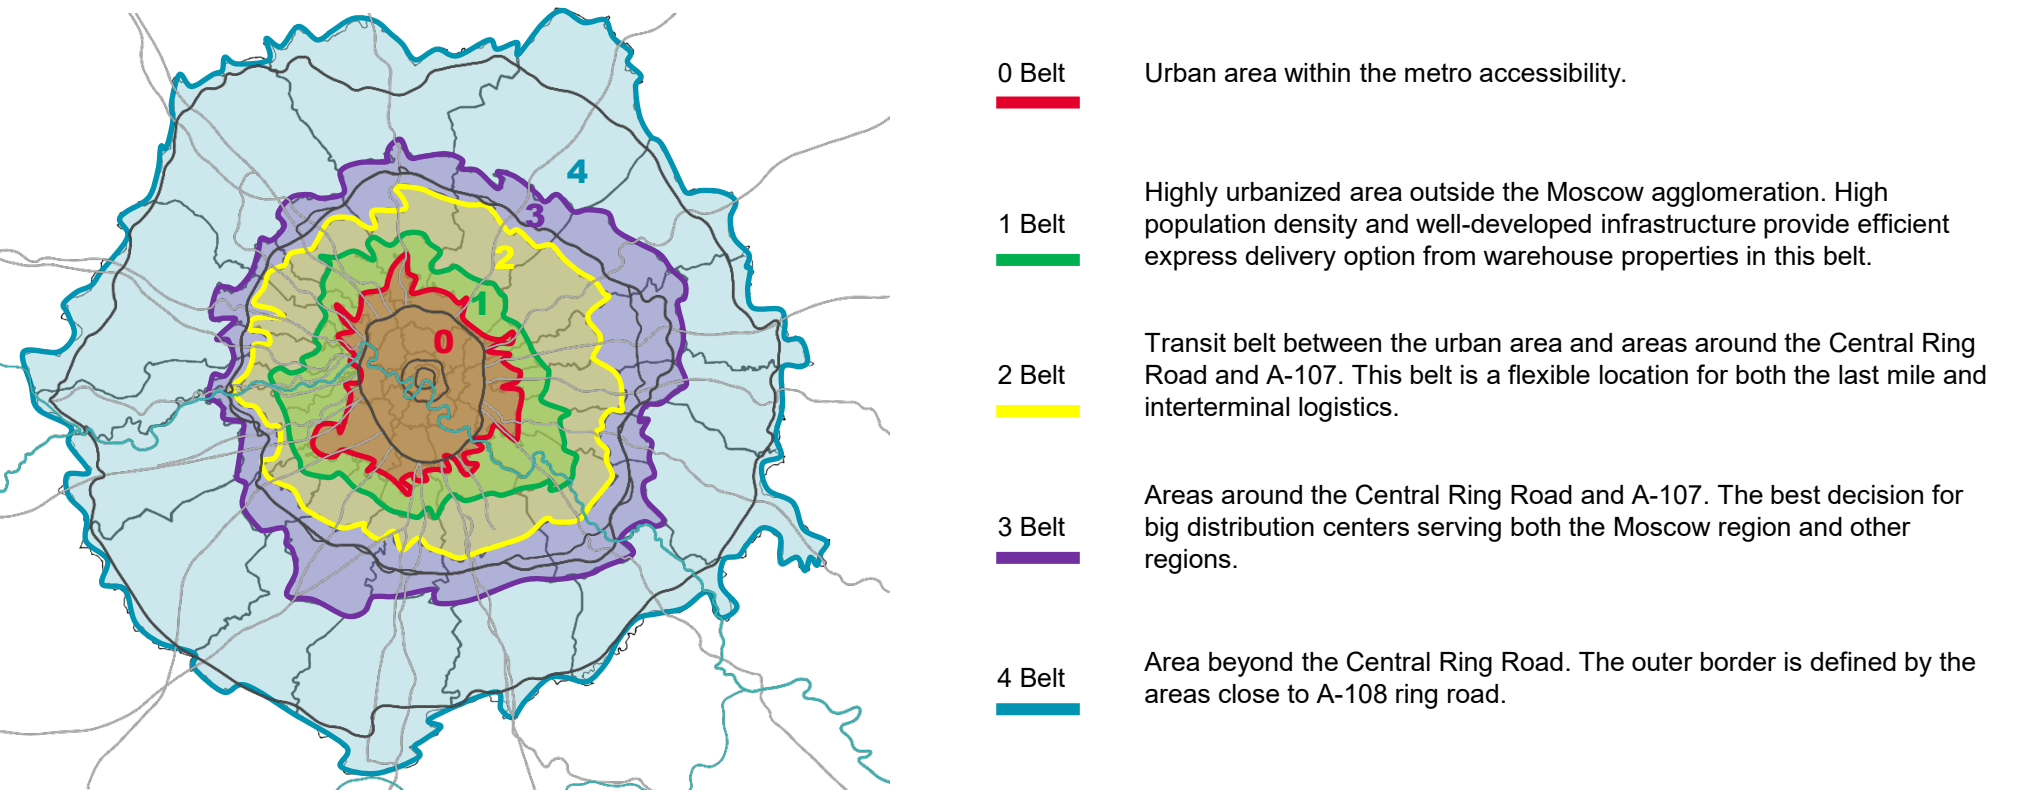 4
3
2
1
0
0 Belt
Urban area within the metro accessibility.
1 Belt
Highly urbanized area outside the Moscow agglomeration. High
population density and well-developed infrastructure provide efficient
express delivery option from warehouse properties in this belt.
2 Belt
Transit belt between the urban area and areas around the Central Ring
Road and A-107. This belt is a flexible location for both the last mile and
interterminal logistics.
3 Belt
Areas around the Central Ring Road and A-107. The best decision for
big distribution centers serving both the Moscow region and other
regions.
4 Belt
Area beyond the Central Ring Road. The outer border is defined by the
areas close to A-108 ring road.